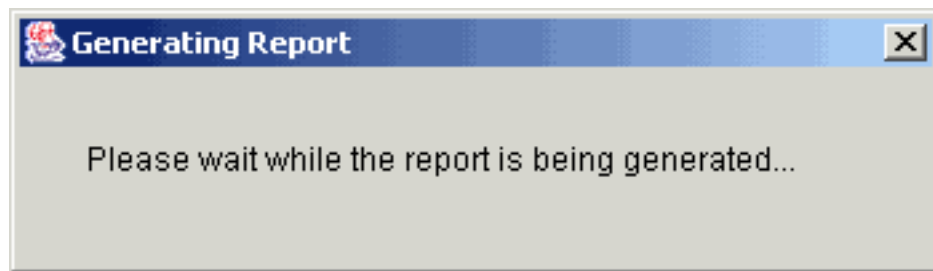 Generating Report
Please wait while the report is being generated...